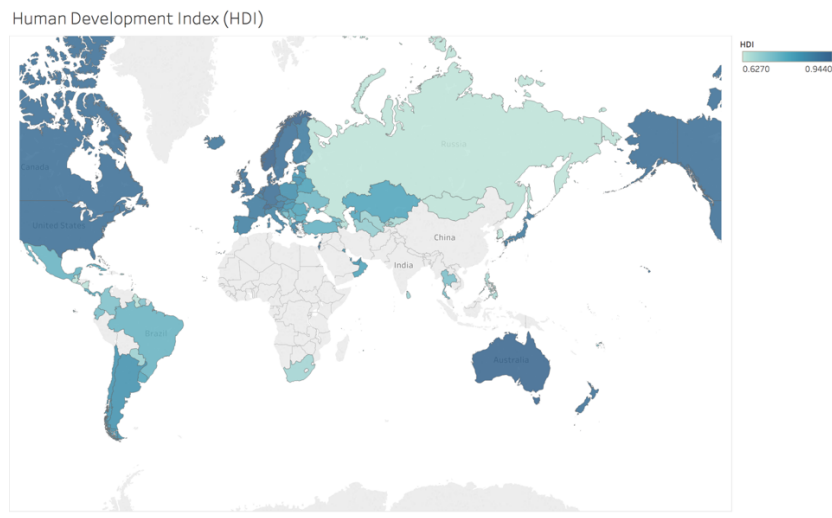 Human Development Index (HDI)
HDI
0.6270 0.9440
Russia
Canada
United States
China
India
Brazil
Australia